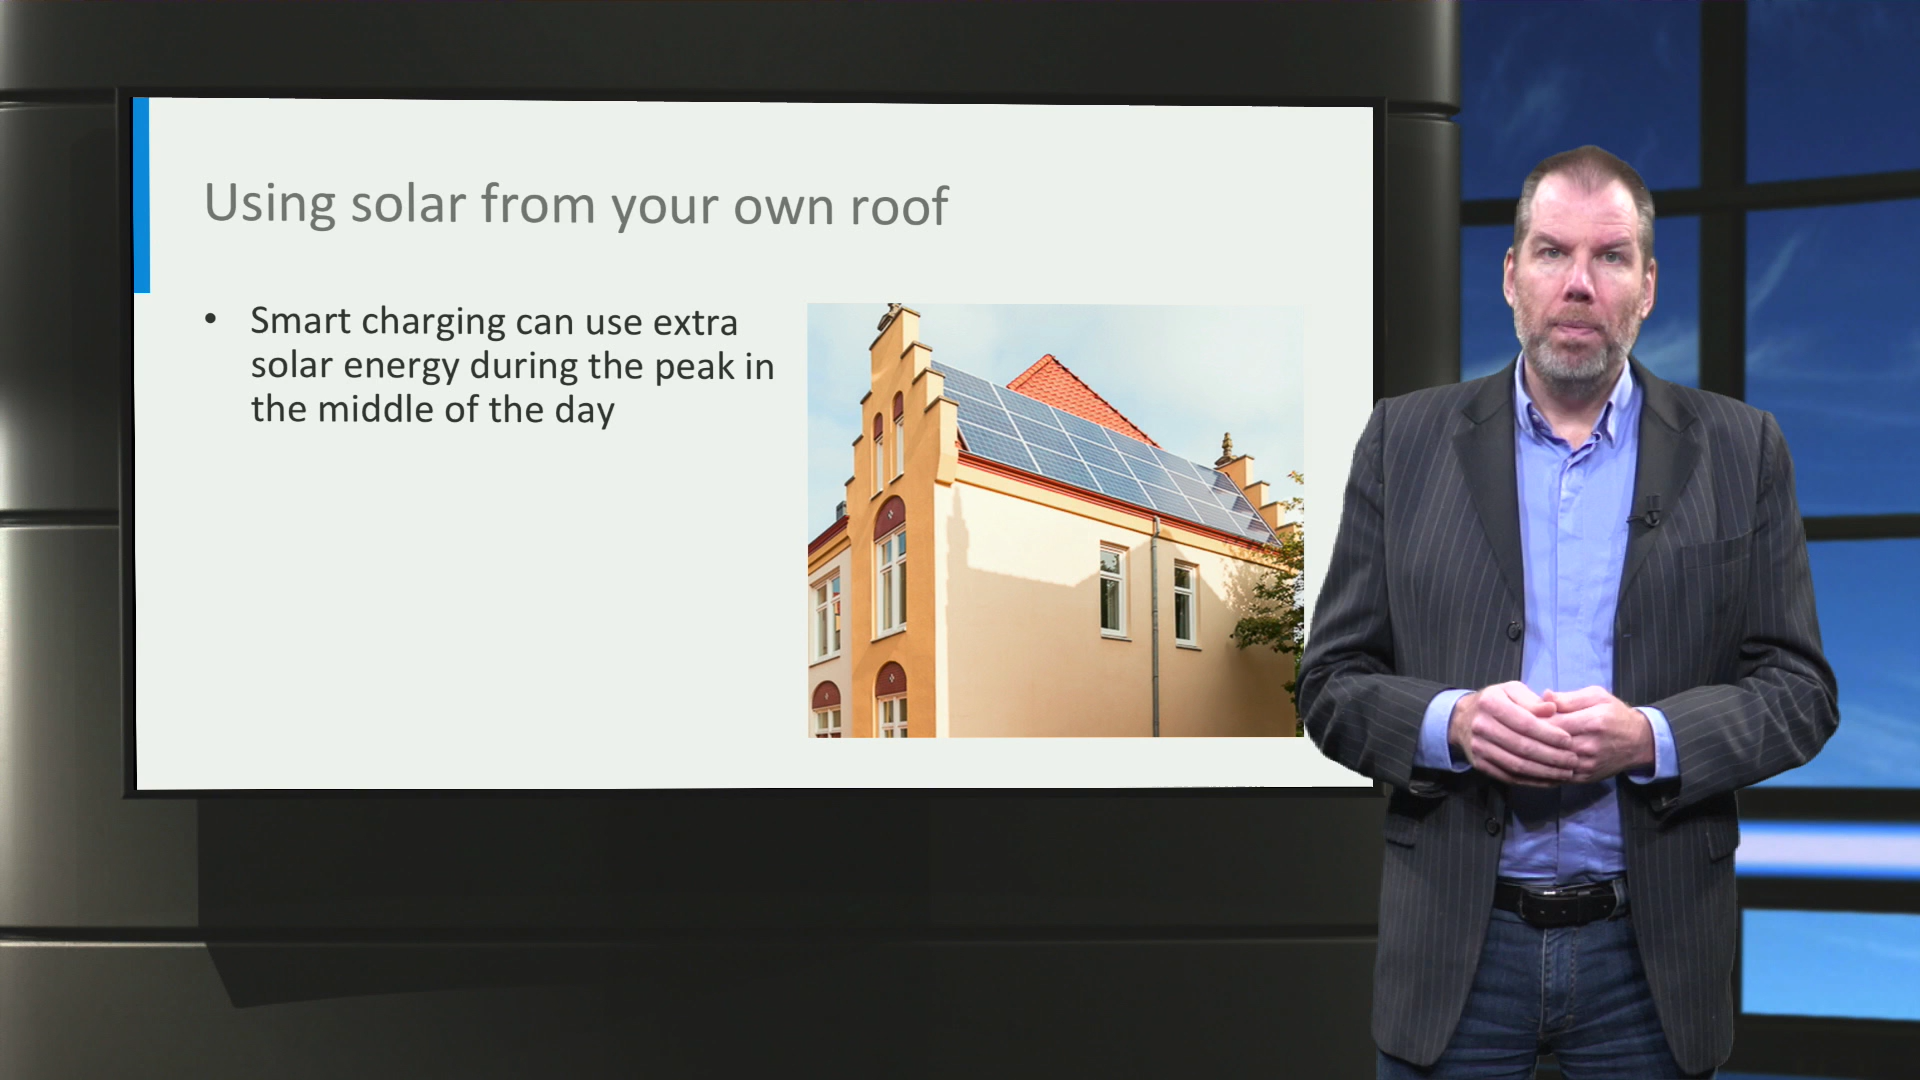 Using solar from your own roof
• Smart charging can use extra
solar energy during the peak in
the middle of the day